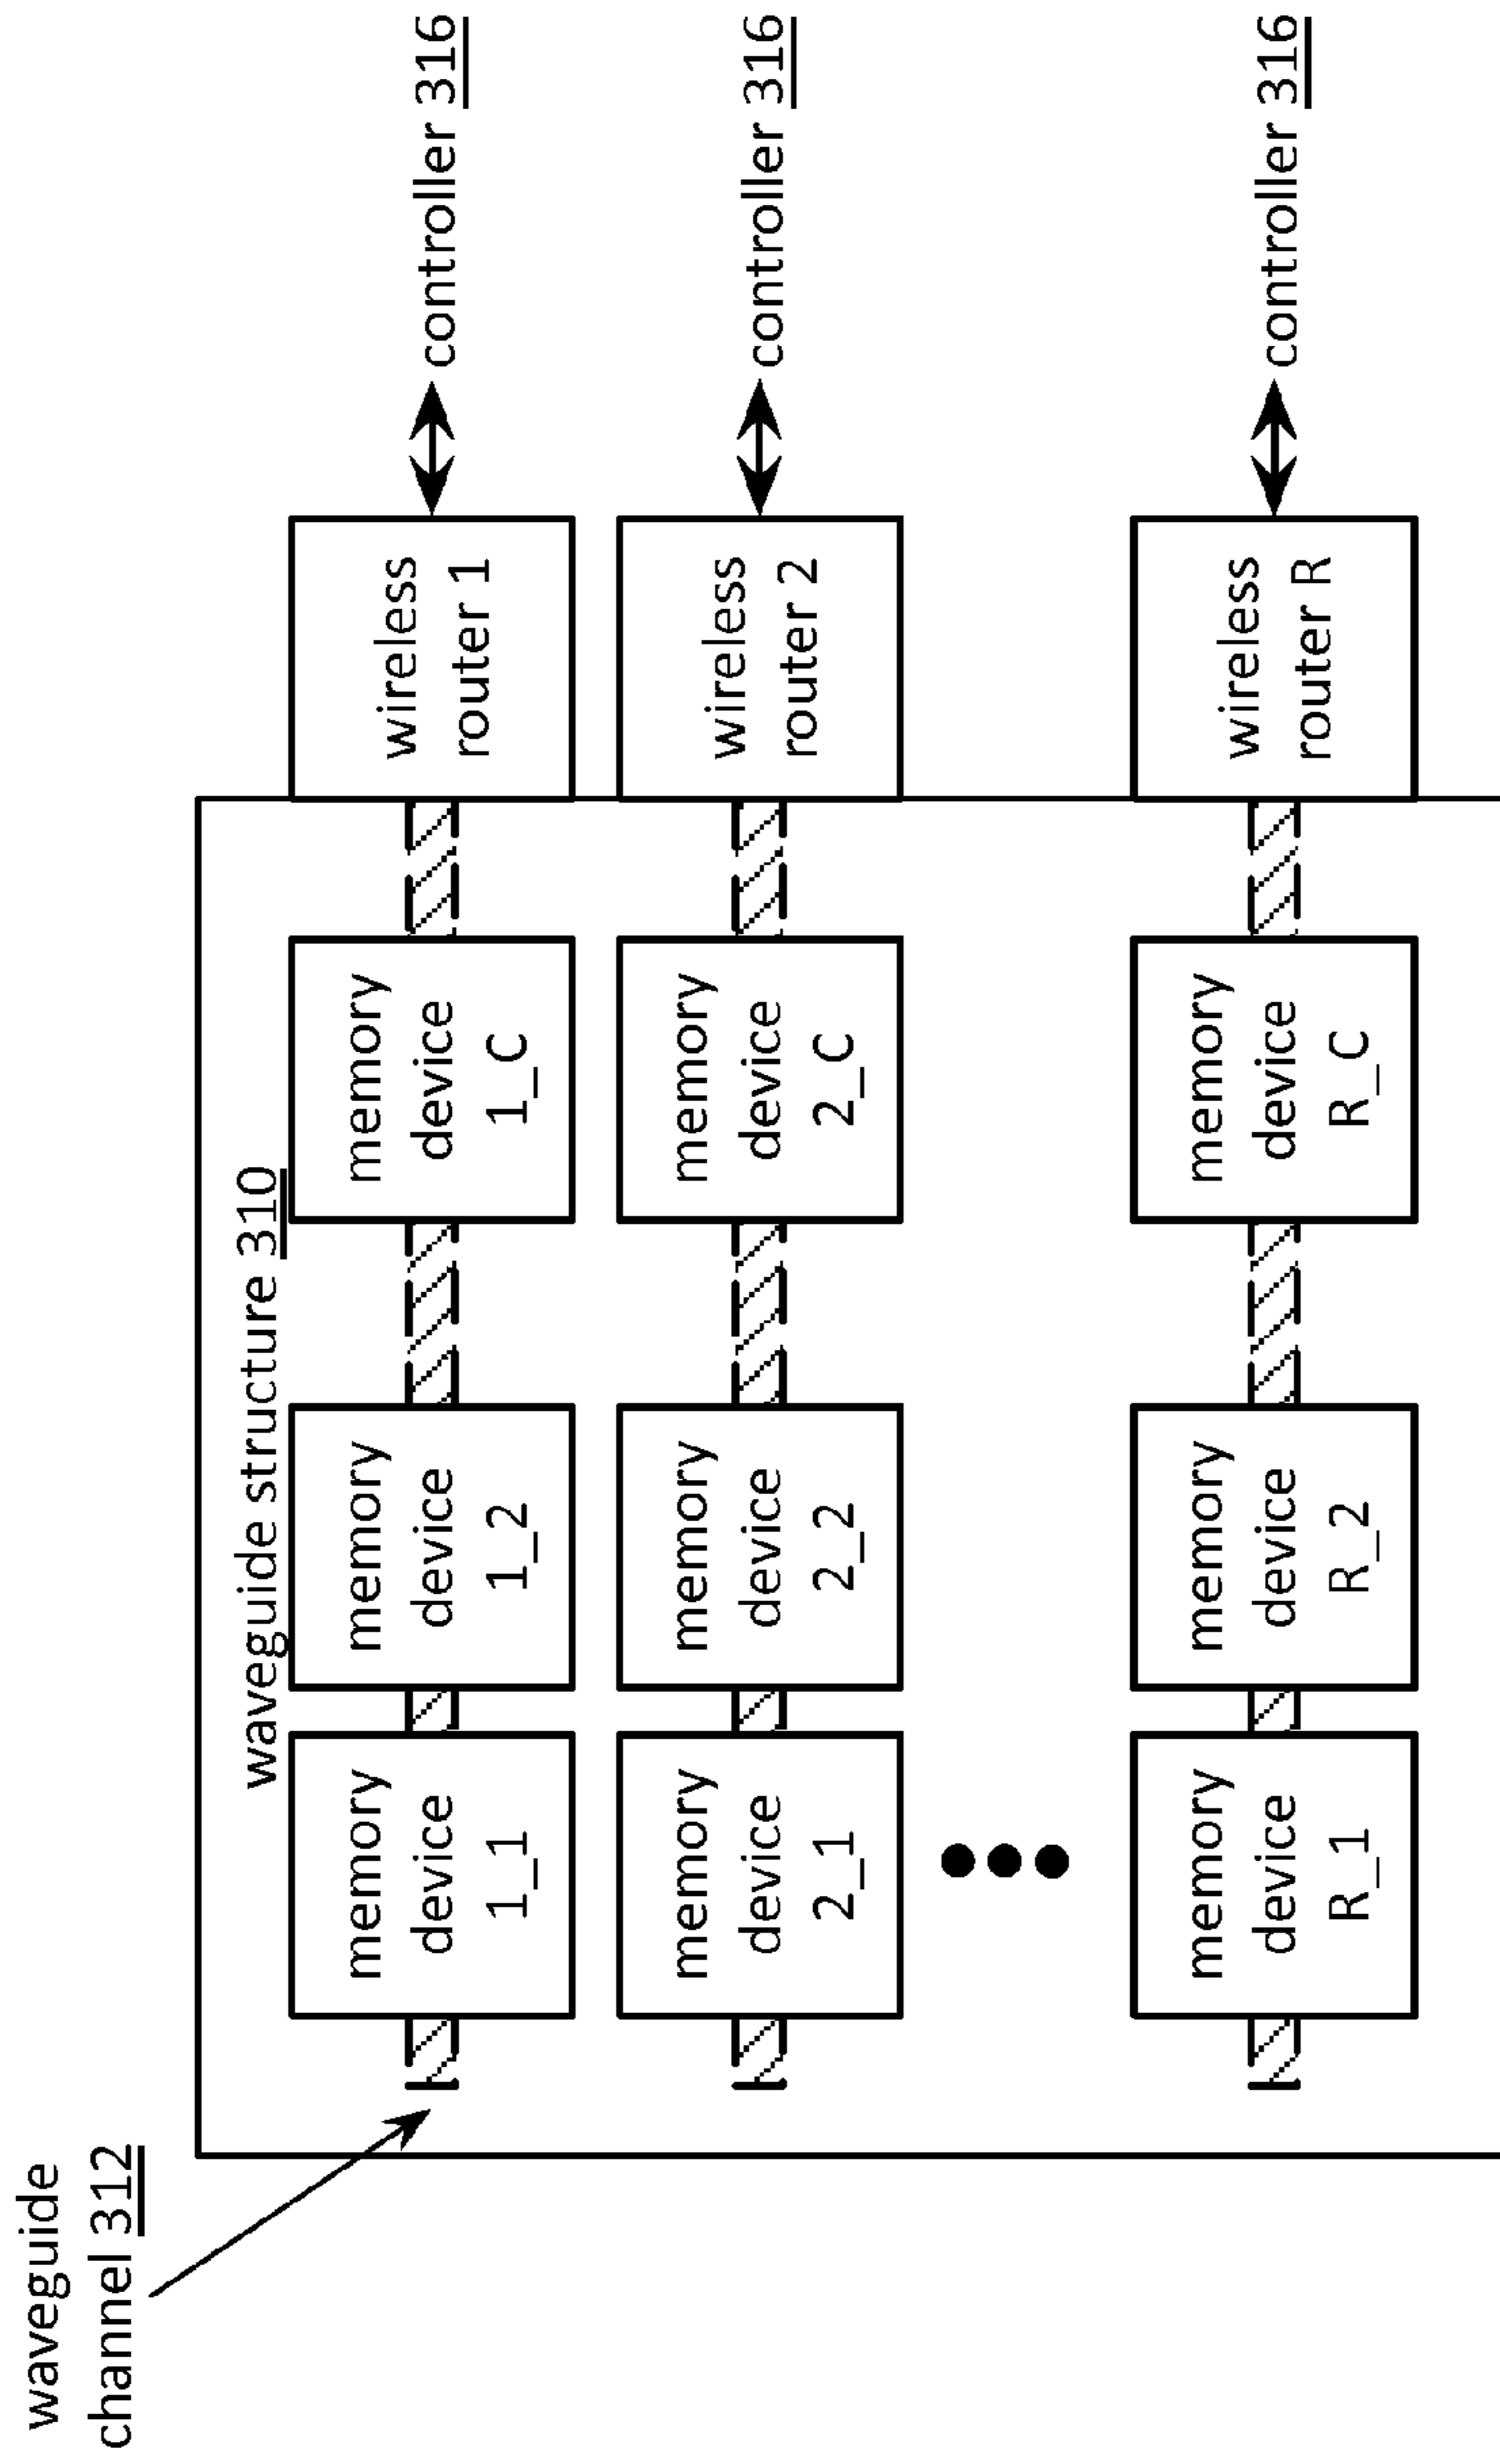 waveguide
channel 312
waveguide structure 310
memory
device
1_1
memory
device
1_2
memory
device
1_C
wireless
router 1
controller 316
memory
device
2_1
memory
device
2_2
memory
device
2_C
wireless
router 2
controller 316
memory
device
R_1
memory
device
R_2
memory
device
R_C
wireless
router R
controller 316